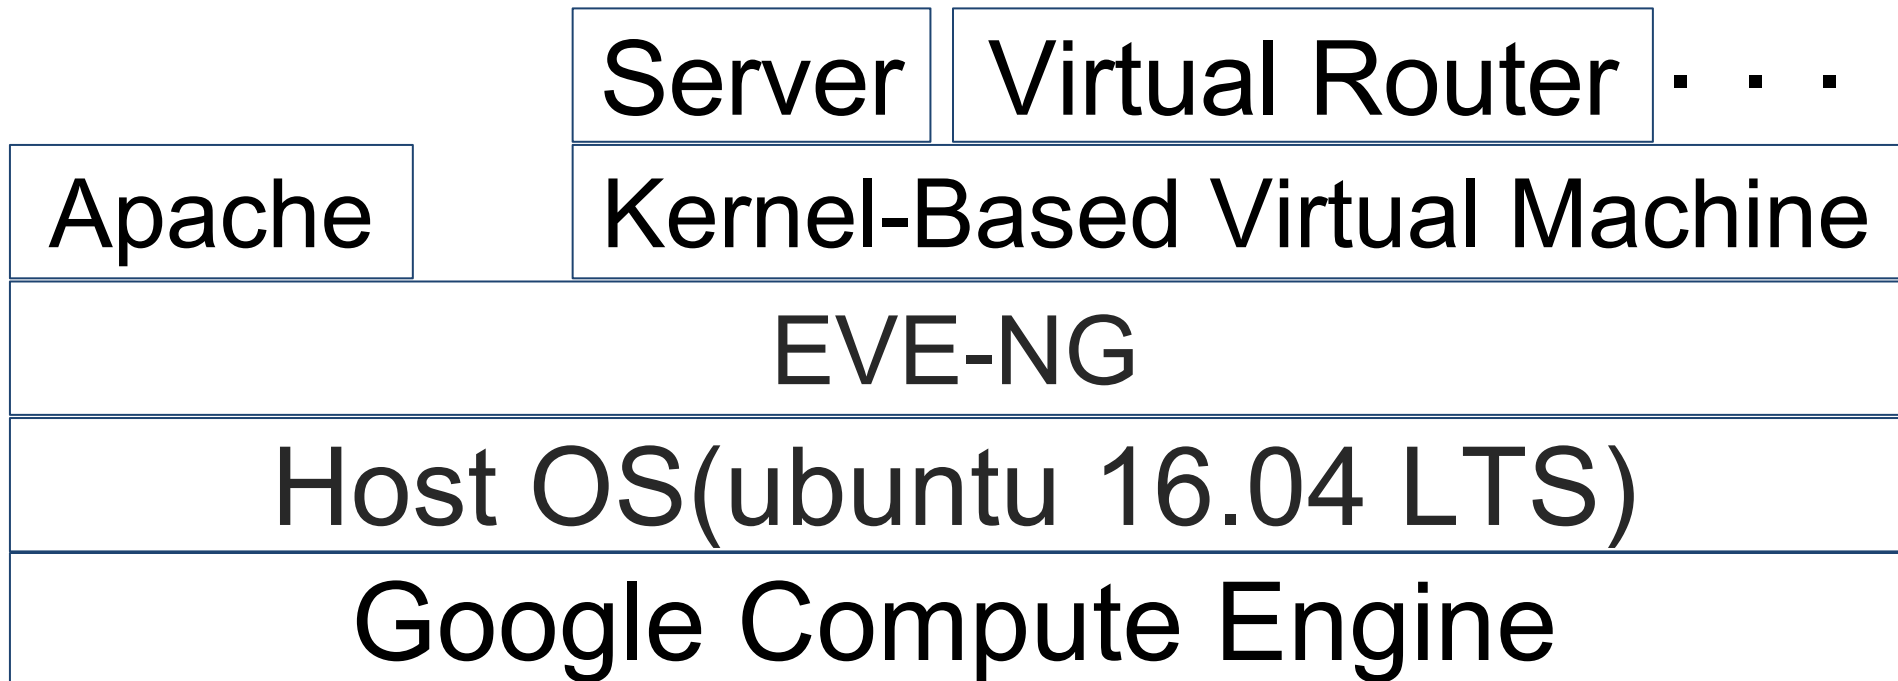 Server Virtual Router . . .
Apache Kernel-Based Virtual Machine
EVE-NG
Host OS(ubuntu 16.04 LTS)
Google Compute Engine